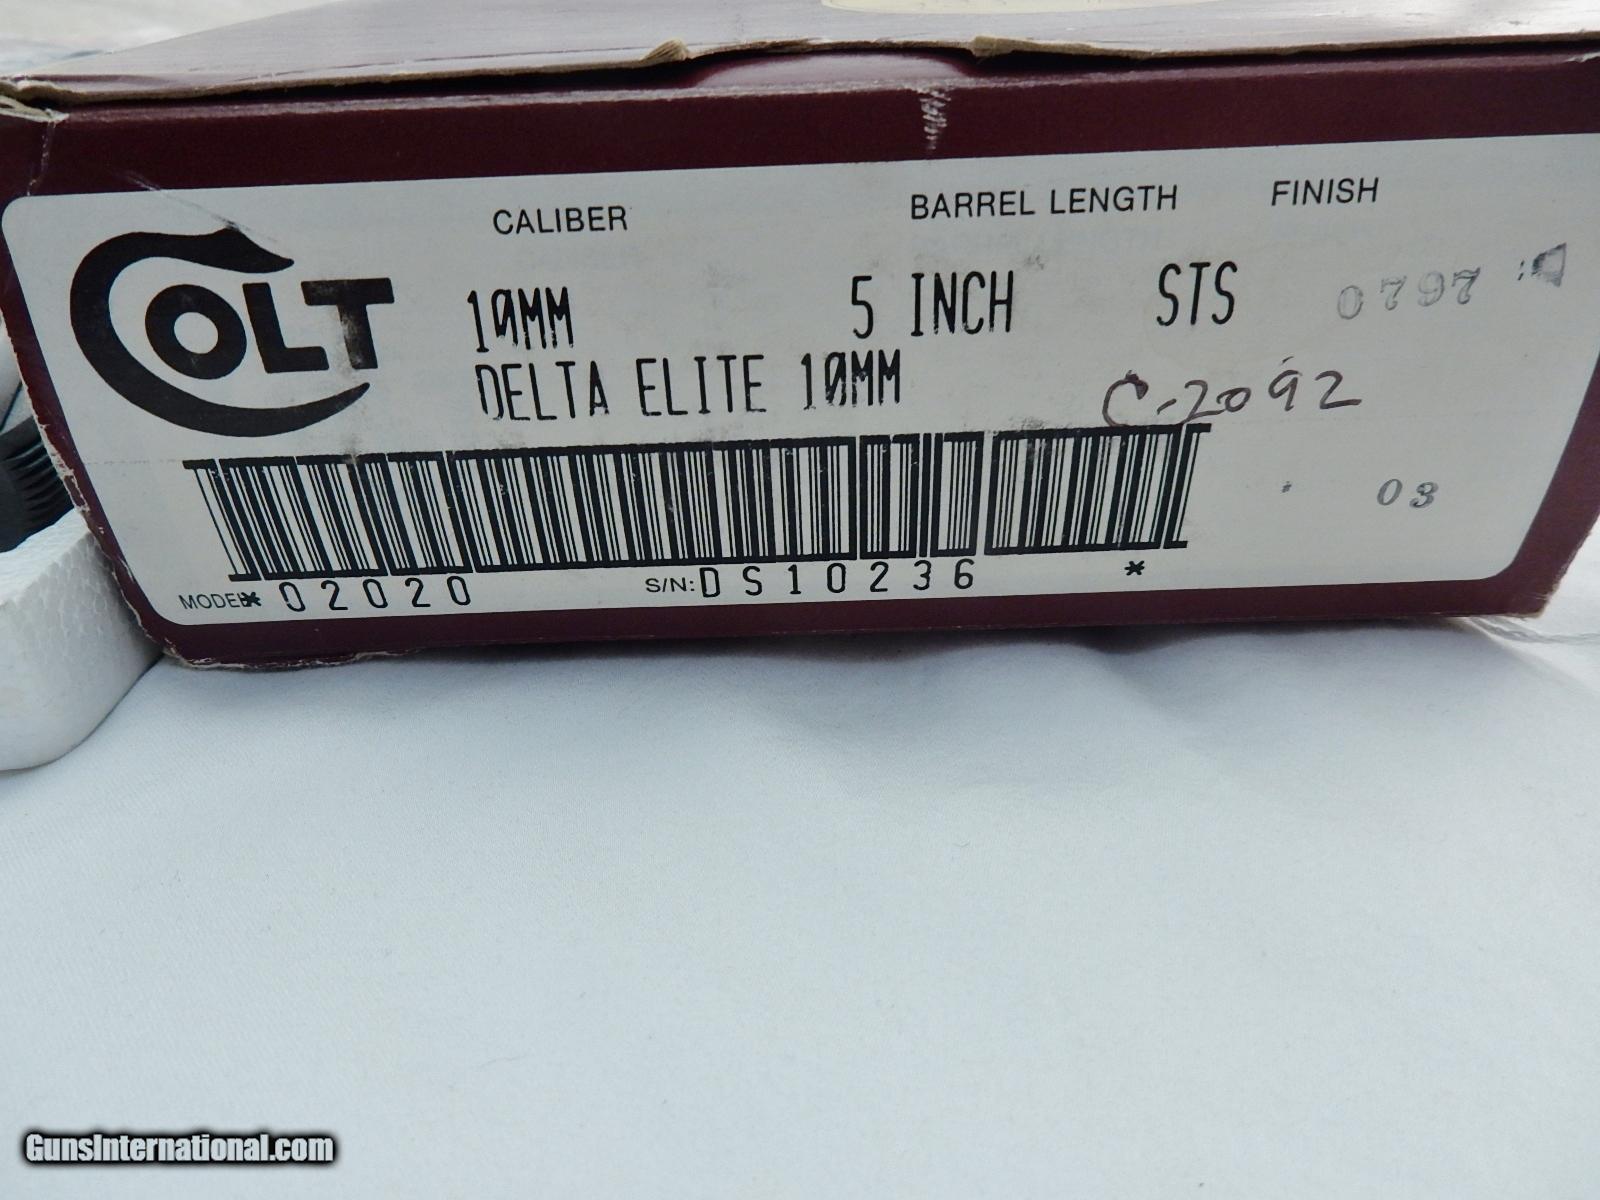 CALIBER BARREL LENGTH FINISH
COLT
10MM 5 INCH STS 0797
DELTA ELITE 10MM C-2092
03
MODEL* 02020 S/N: DS10236 *
GunsInternational.com